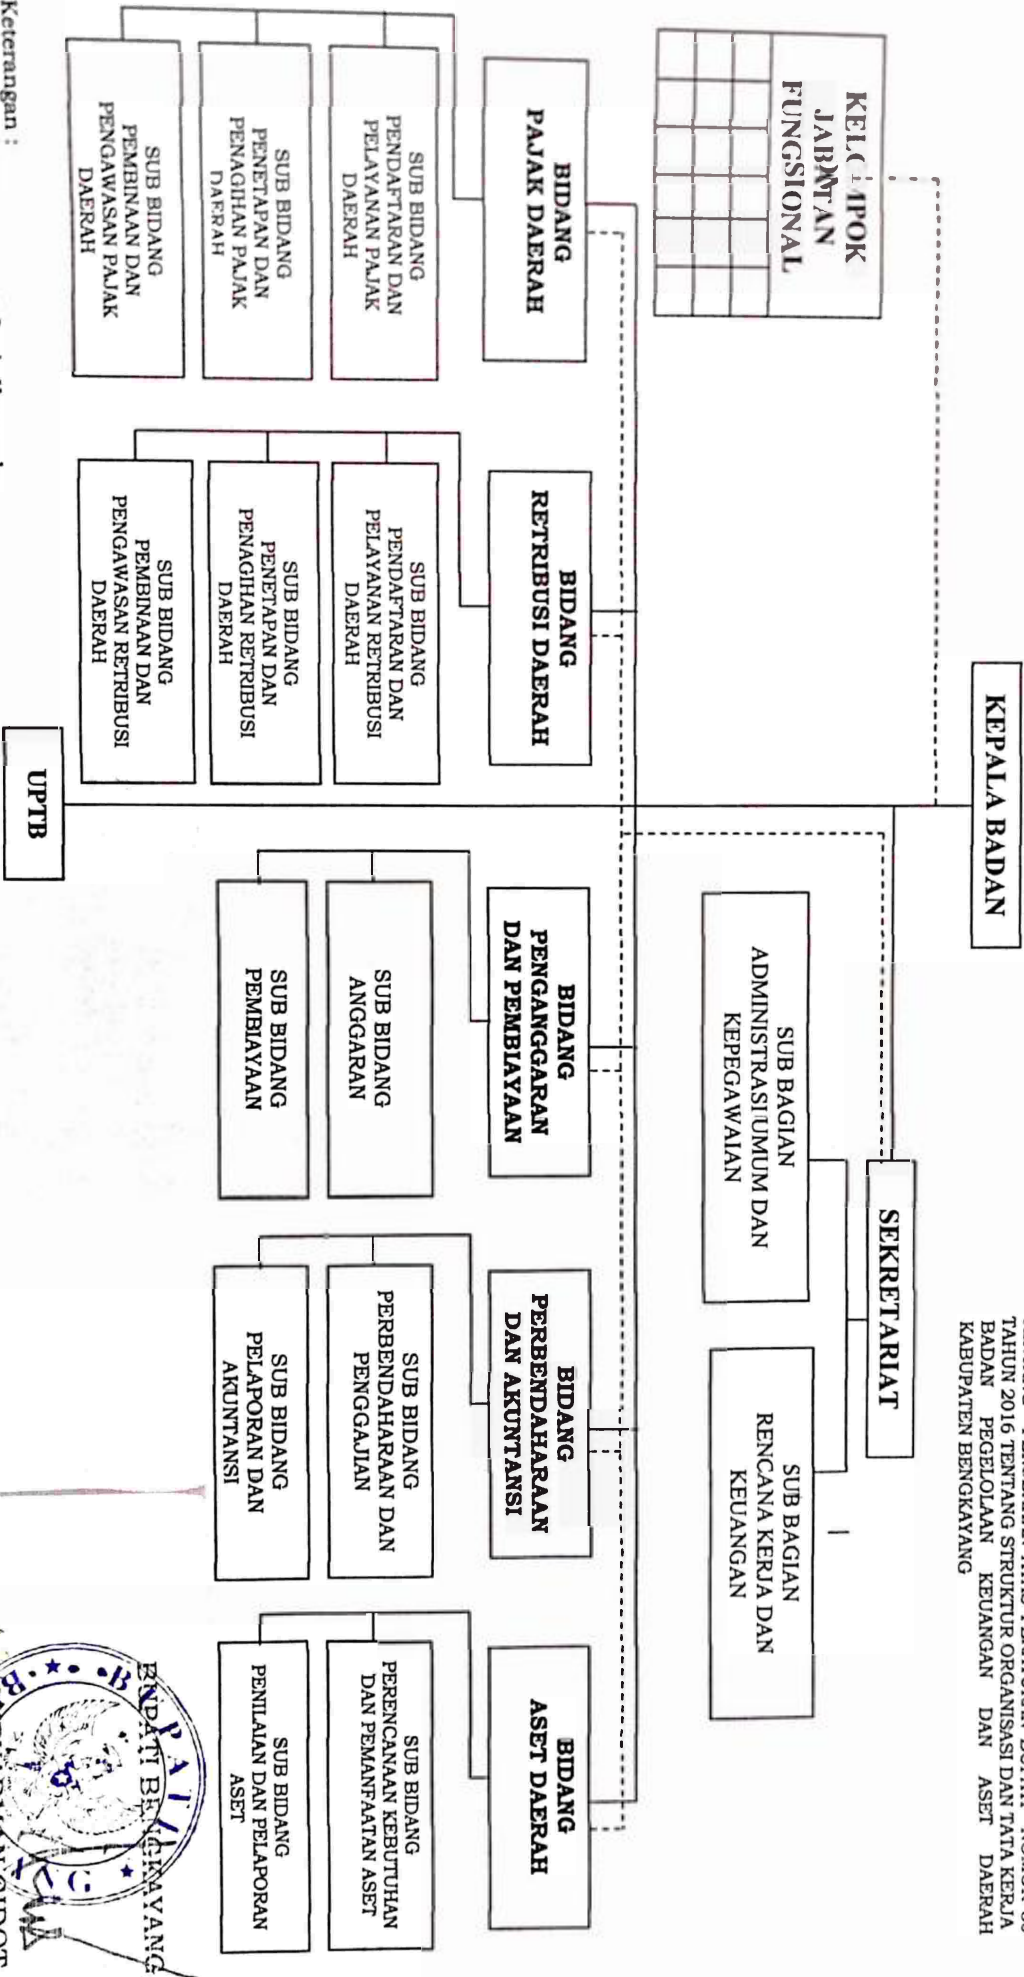 TAHUN 2016 TENTANG STRUKTUR ORGANISASI DAN TATA KERJA
BADAN PEGELOLAAN KEUANGAN DAN ASET DAERAH
KABUPATEN BENGKAYANG
KEPALA BADAN
KELOMPOK
JABATAN
FUNGSIONAL
SEKRETARIAT
SUB BAGIAN
ADMINISTRASI UMUM DAN
KEPEGAWAIAN
SUB BAGIAN
RENCANA KERJA DAN
KEUANGAN
BIDANG
PAJAK DAERAH
SUB BIDANG
PENDAFTARAN DAN
PELAYANAN PAJAK
DAERAH
SUB BIDANG
PENETAPAN DAN
PENAGIHAN PAJAK
DAERAH
SUB BIDANG
PEMBINAAN DAN
PENGAWASAN PAJAK
DAERAH
BIDANG
RETRIBUSI DAERAH
SUB BIDANG
PENDAFTARAN DAN
PELAYANAN RETRIBUSI
DAERAH
SUB BIDANG
PENETAPAN DAN
PENAGIHAN RETRIBUSI
DAERAH
SUB BIDANG
PEMBINAAN DAN
PENGAWASAN RETRIBUSI
DAERAH
BIDANG
PENGANGGARAN
DAN PEMBIAYAAN
SUB BIDANG
ANGGARAN
SUB BIDANG
PEMBIAYAAN
BIDANG
PERBENDAHARAAN
DAN AKUNTANSI
SUB BIDANG
PERBENDAHARAAN DAN
PENGGAJIAN
SUB BIDANG
PELAPORAN DAN
AKUNTANSI
BIDANG
ASET DAERAH
SUB BIDANG
PERENCANAAN KEBUTUHAN
DAN PEMANFAATAN ASET
SUB BIDANG
PENILAIAN DAN PELAPORAN
ASET
UPTB
Keterangan :
BUPATI BENGKAYANG
BUPATI
GIDOT